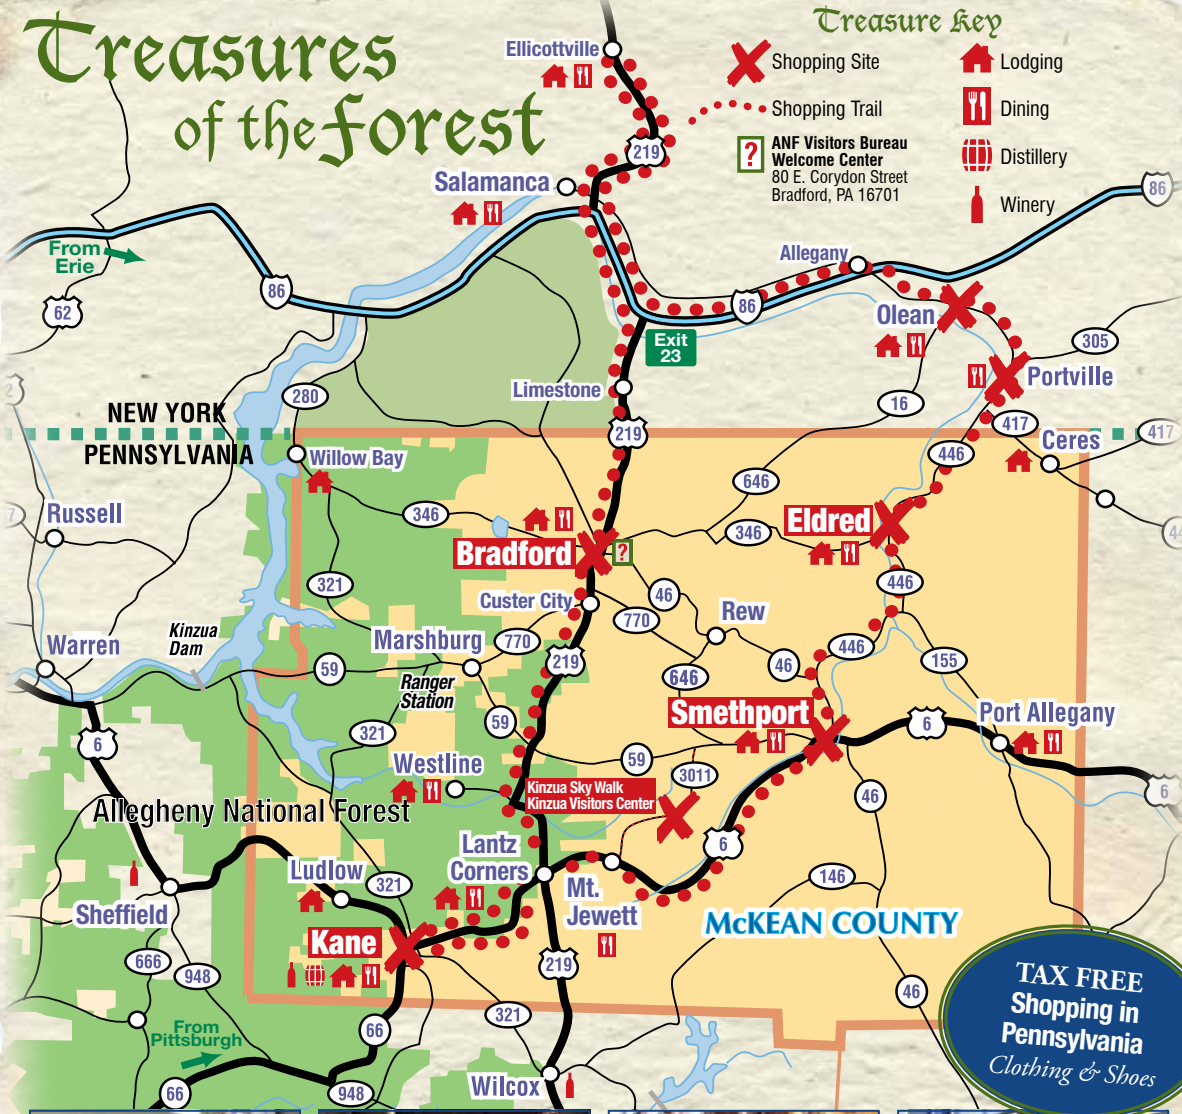 Treasures
of the Forest
Treasure Key
Shopping Site
Shopping Trail
ANF Visitors Bureau
Welcome Center
80 E. Corydon Street
Bradford, PA 16701
Lodging
Dining
Distillery
Winery
Ellicottville
219
Salamanca
86
From
Erie
62
86
Allegany
86
Olean
Exit
23
305
Portville
Limestone
280
16
NEW YORK
PENNSYLVANIA
219
417
Ceres
417
Willow Bay
446
646
Russell
346
346
Eldred
Bradford
321
446
Custer City
46
770
Rew
Kinzua
Dam
Warren
Marshburg
770
219
446
155
59
Ranger
Station
646
46
Smethport
59
321
6
Port Allegany
6
Westline
59
3011
Kinzua Sky Walk
Kinzua Visitors Center
46
6
Allegheny National Forest
Lantz
Corners
6
Ludlow
321
146
Mt.
Jewett
Sheffield
McKEAN COUNTY
Kane
666
948
219
46
TAX FREE
Shopping in
Pennsylvania
Clothing & Shoes
321
From
Pittsburgh
66
Wilcox
66
948